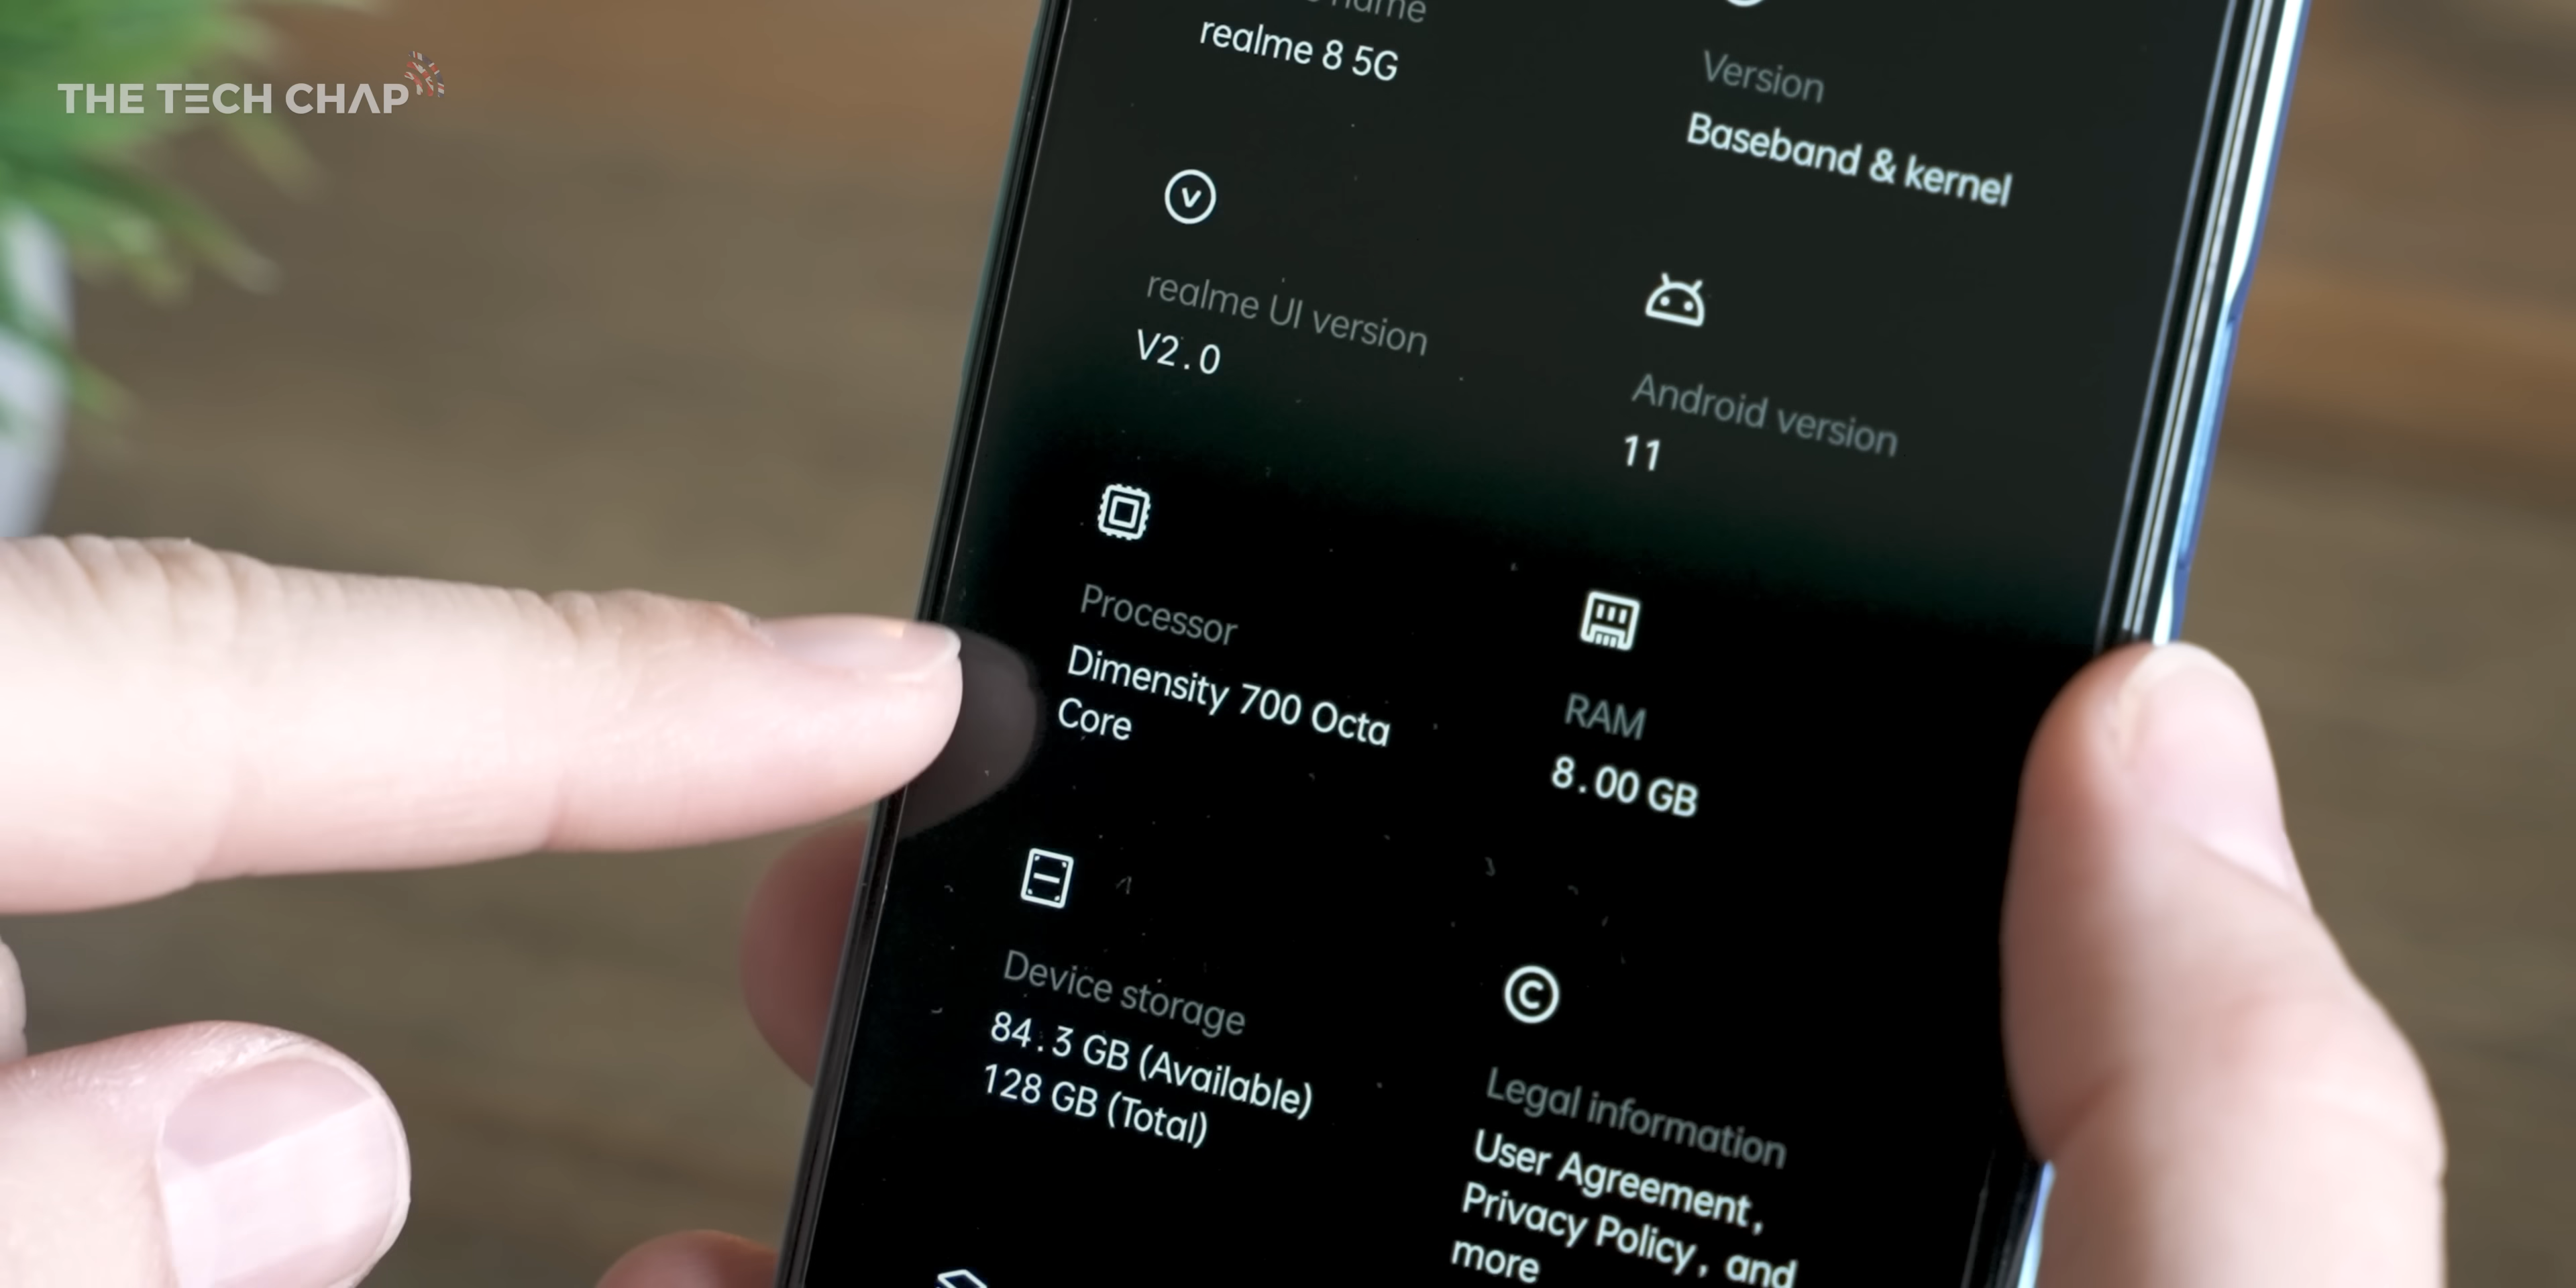 THE TECH CHAP
name
realme 8 5G
Version
Baseband & kernel
realme UI version
V2.0
Android version
11
Processor
Dimensity 700 Octa
Core
RAM
8.00 GB
Device storage
84.3 GB (Available)
128 GB (Total)
Legal information
User Agreement,
Privacy Policy, and
more